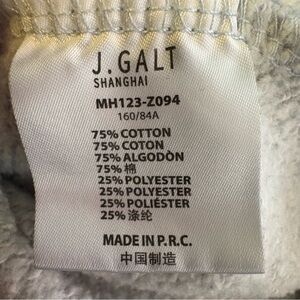 J.GALT
SHANGHAI
MH123-Z094
160/84A
75% COTTON
75% COTON
75% ALGODÒN
75% 棉
25% POLYESTER
25% POLYESTER
25% POLIÉSTER
25% 涤纶
MADE IN P.R.C.
中国制造